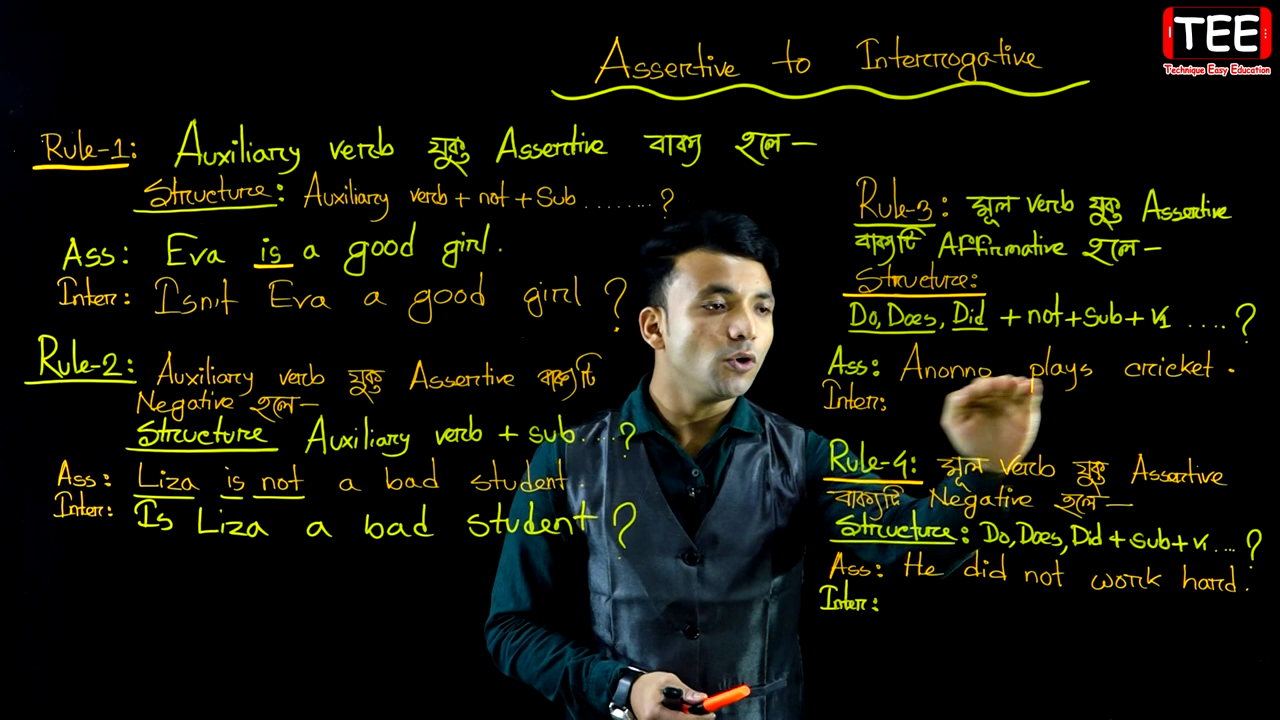 TEE
Technique Easy Education
Assertive to Interrogative
Rule-1: Auxiliary verb যুক্ত Assertive বাক্য হলে—
Structure: Auxiliary verb + not + Sub ........ ?
Ass: Eva is a good girl.
Inter: Isn't Eva a good girl ?
Rule-2: Auxiliary verb যুক্ত Assertive বাক্যটি
Negative হলে—
Structure Auxiliary verb + sub....?
Ass: Liza is not a bad student.
Inter: Is Liza a bad student ?
Rule-3: মূল verb যুক্ত Assertive
বাক্যটি Affirmative হলে—
Structure:
Do, Does, Did + not + Sub + V1 .... ?
Ass: Anonno plays cricket.
Inter:
Rule-4: মূল verb যুক্ত Assertive
বাক্যটি Negative হলে—
Structure: Do, Does, Did + sub + V1 .... ?
Ass: He did not work hard.
Inter: